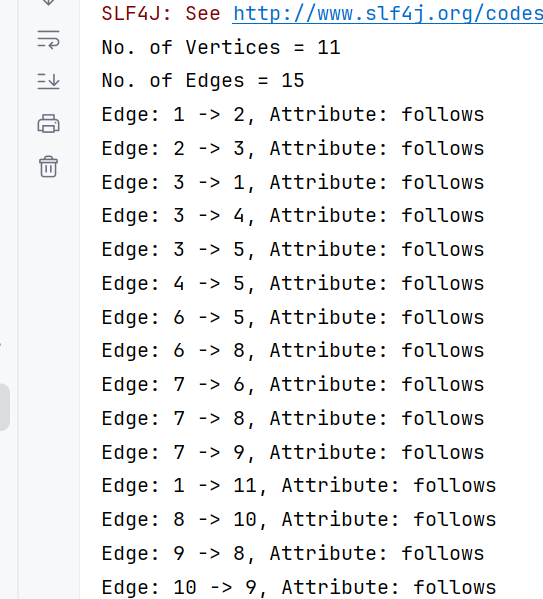 SLF4J: See http://www.slf4j.org/codes
No. of Vertices = 11
No. of Edges = 15
Edge: 1 -> 2, Attribute: follows
Edge: 2 -> 3, Attribute: follows
Edge: 3 -> 1, Attribute: follows
Edge: 3 -> 4, Attribute: follows
Edge: 3 -> 5, Attribute: follows
Edge: 4 -> 5, Attribute: follows
Edge: 6 -> 5, Attribute: follows
Edge: 6 -> 8, Attribute: follows
Edge: 7 -> 6, Attribute: follows
Edge: 7 -> 8, Attribute: follows
Edge: 7 -> 9, Attribute: follows
Edge: 1 -> 11, Attribute: follows
Edge: 8 -> 10, Attribute: follows
Edge: 9 -> 8, Attribute: follows
Edge: 10 -> 9, Attribute: follows